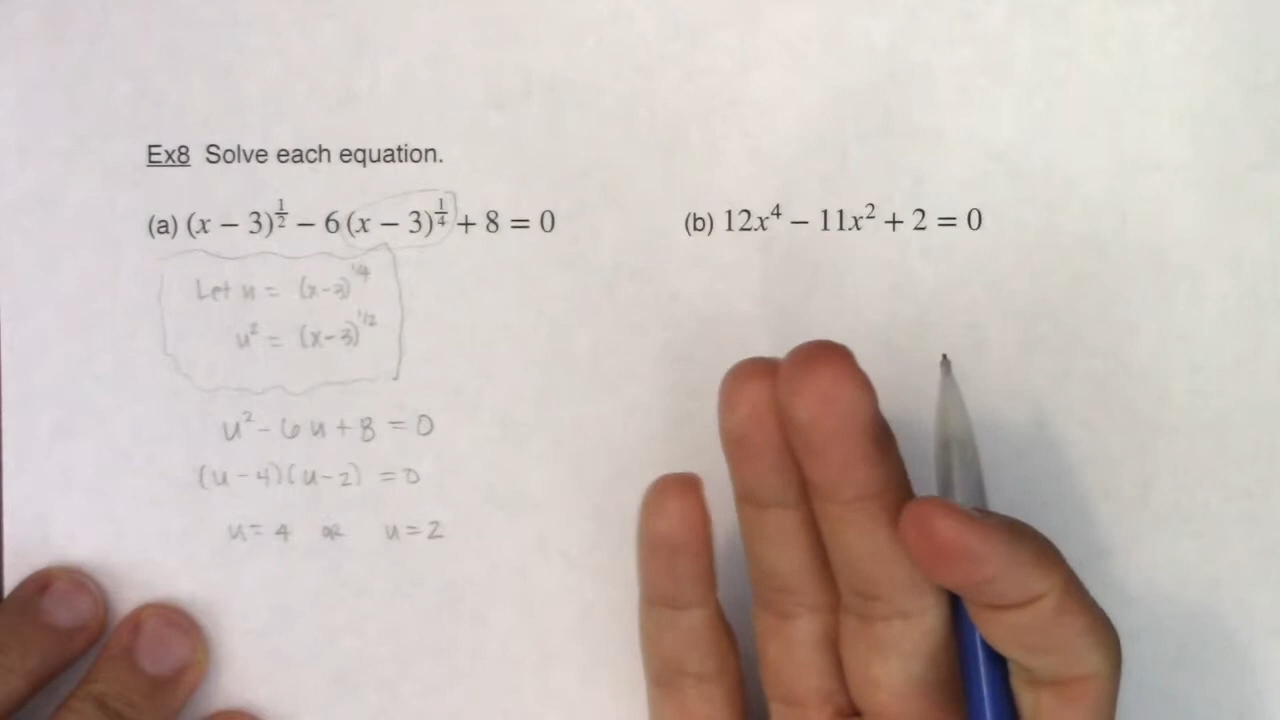 Ex8 Solve each equation.
(a) (x − 3)^{1/2} − 6(x − 3)^{1/4} + 8 = 0
(b) 12x⁴ − 11x² + 2 = 0
Let u = (x-3)^{1/4}
u² = (x-3)^{1/2}
u² - 6u + 8 = 0
(u - 4)(u - 2) = 0
u = 4 OR u = 2